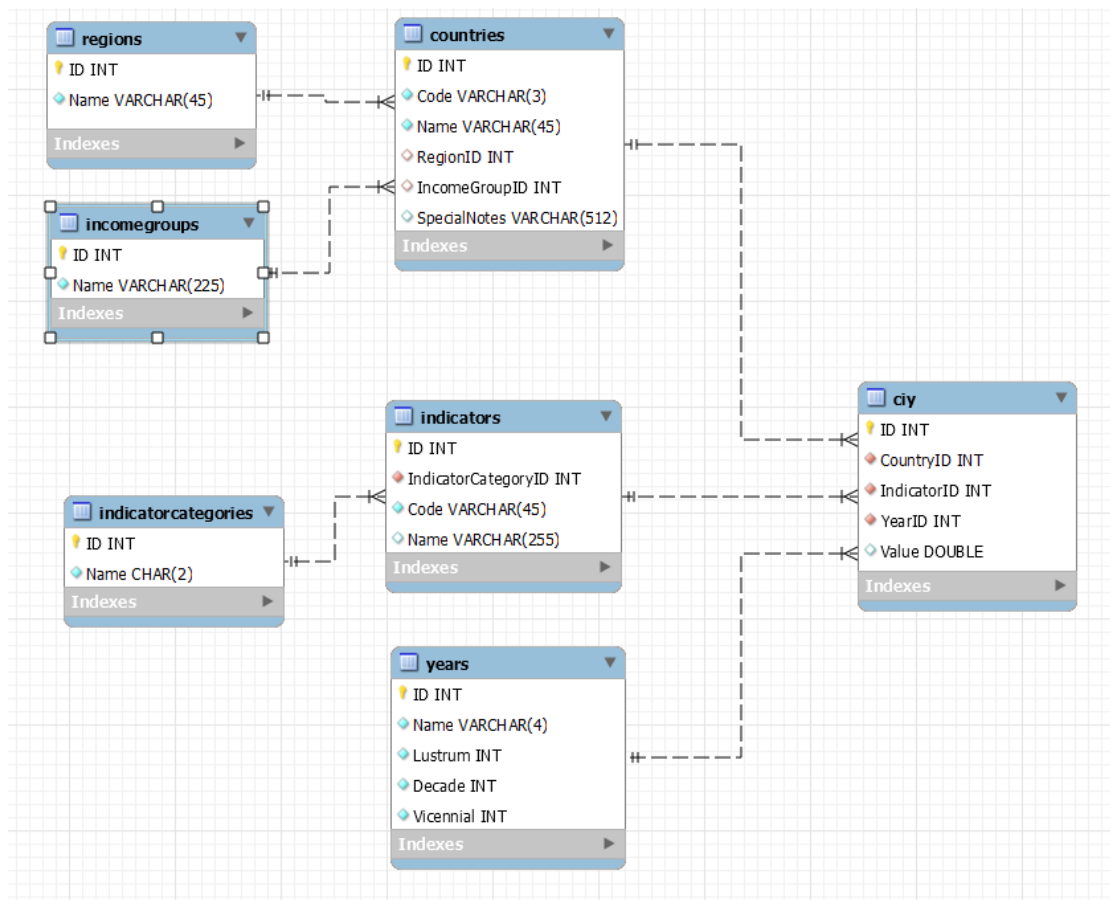 regions
ID INT
Name VARCHAR(45)
Indexes
countries
ID INT
Code VARCHAR(3)
Name VARCHAR(45)
RegionID INT
IncomeGroupID INT
SpecialNotes VARCHAR(512)
Indexes
incomegroups
ID INT
Name VARCHAR(225)
Indexes
indicators
ID INT
IndicatorCategoryID INT
Code VARCHAR(45)
Name VARCHAR(255)
Indexes
ciy
ID INT
CountryID INT
IndicatorID INT
YearID INT
Value DOUBLE
Indexes
indicatorcategories
ID INT
Name CHAR(2)
Indexes
years
ID INT
Name VARCHAR(4)
Lustrum INT
Decade INT
Vicennial INT
Indexes